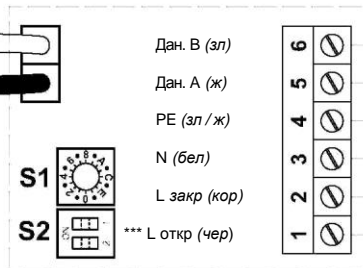 Дан. B (зл)
6
Дан. A (ж)
5
PE (зл / ж)
4
N (бел)
3
S1
L закр (кор)
2
S2
*** L откр (чер)
1